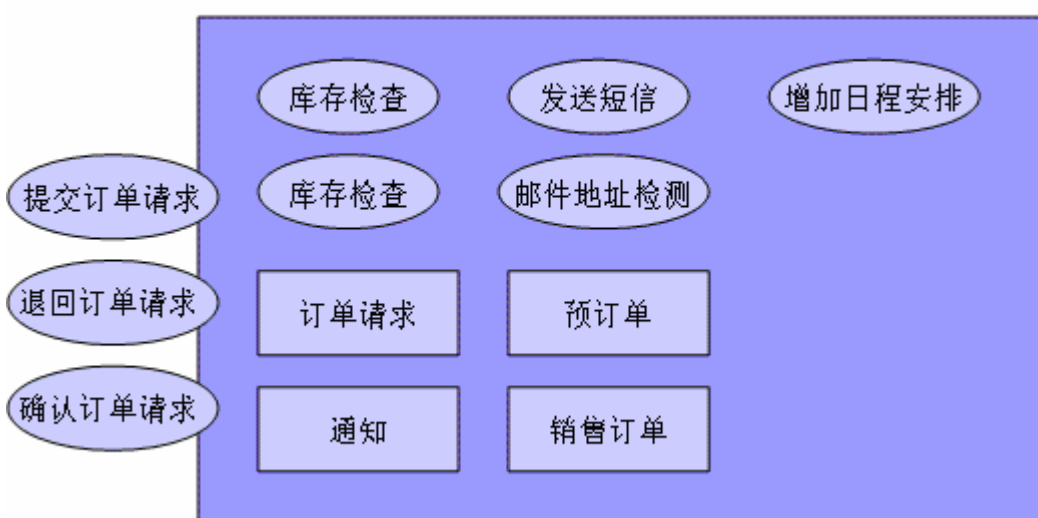 库存检查
发送短信
增加日程安排
提交订单请求
库存检查
邮件地址检测
退回订单请求
订单请求
预订单
确认订单请求
通知
销售订单